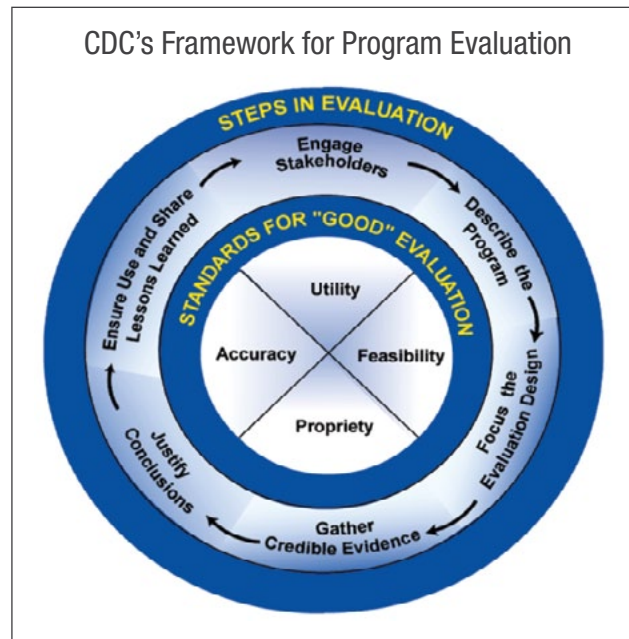 CDC's Framework for Program Evaluation
STEPS IN EVALUATION
Engage
Stakeholders
Describe the
Program
Focus the
Evaluation Design
Gather
Credible Evidence
Justify
Conclusions
Ensure Use and Share
Lessons Learned
STANDARDS FOR "GOOD" EVALUATION
Utility
Feasibility
Propriety
Accuracy